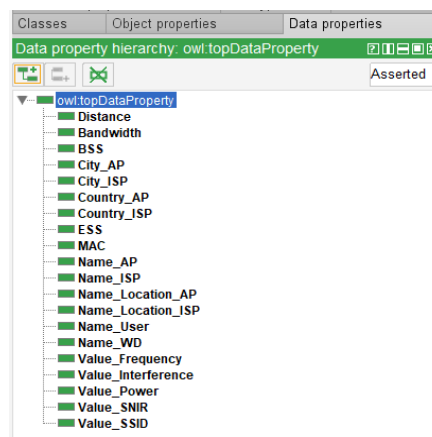 Classes Object properties Data properties
Data property hierarchy: owl:topDataProperty
Asserted
owl:topDataProperty
Distance
Bandwidth
BSS
City_AP
City_ISP
Country_AP
Country_ISP
ESS
MAC
Name_AP
Name_ISP
Name_Location_AP
Name_Location_ISP
Name_User
Name_WD
Value_Frequency
Value_Interference
Value_Power
Value_SNIR
Value_SSID